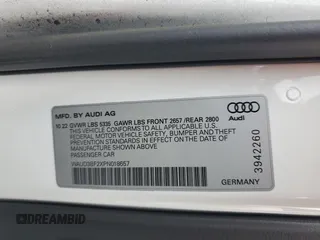 MFD. BY AUDI AG
10.22 GVWR LBS 5335 GAWR LBS FRONT 2657 /REAR 2800
THIS VEHICLE CONFORMS TO ALL APPLICABLE
FEDERAL MOTOR VEHICLE SAFETY, BUMPER AND THEFT
PREVENTION STANDARDS IN EFFECT ON THE
DATE OF MANUFACTURE SHOWN ABOVE
PASSENGER CAR
Audi
3942260
GERMANY
DREAMBID